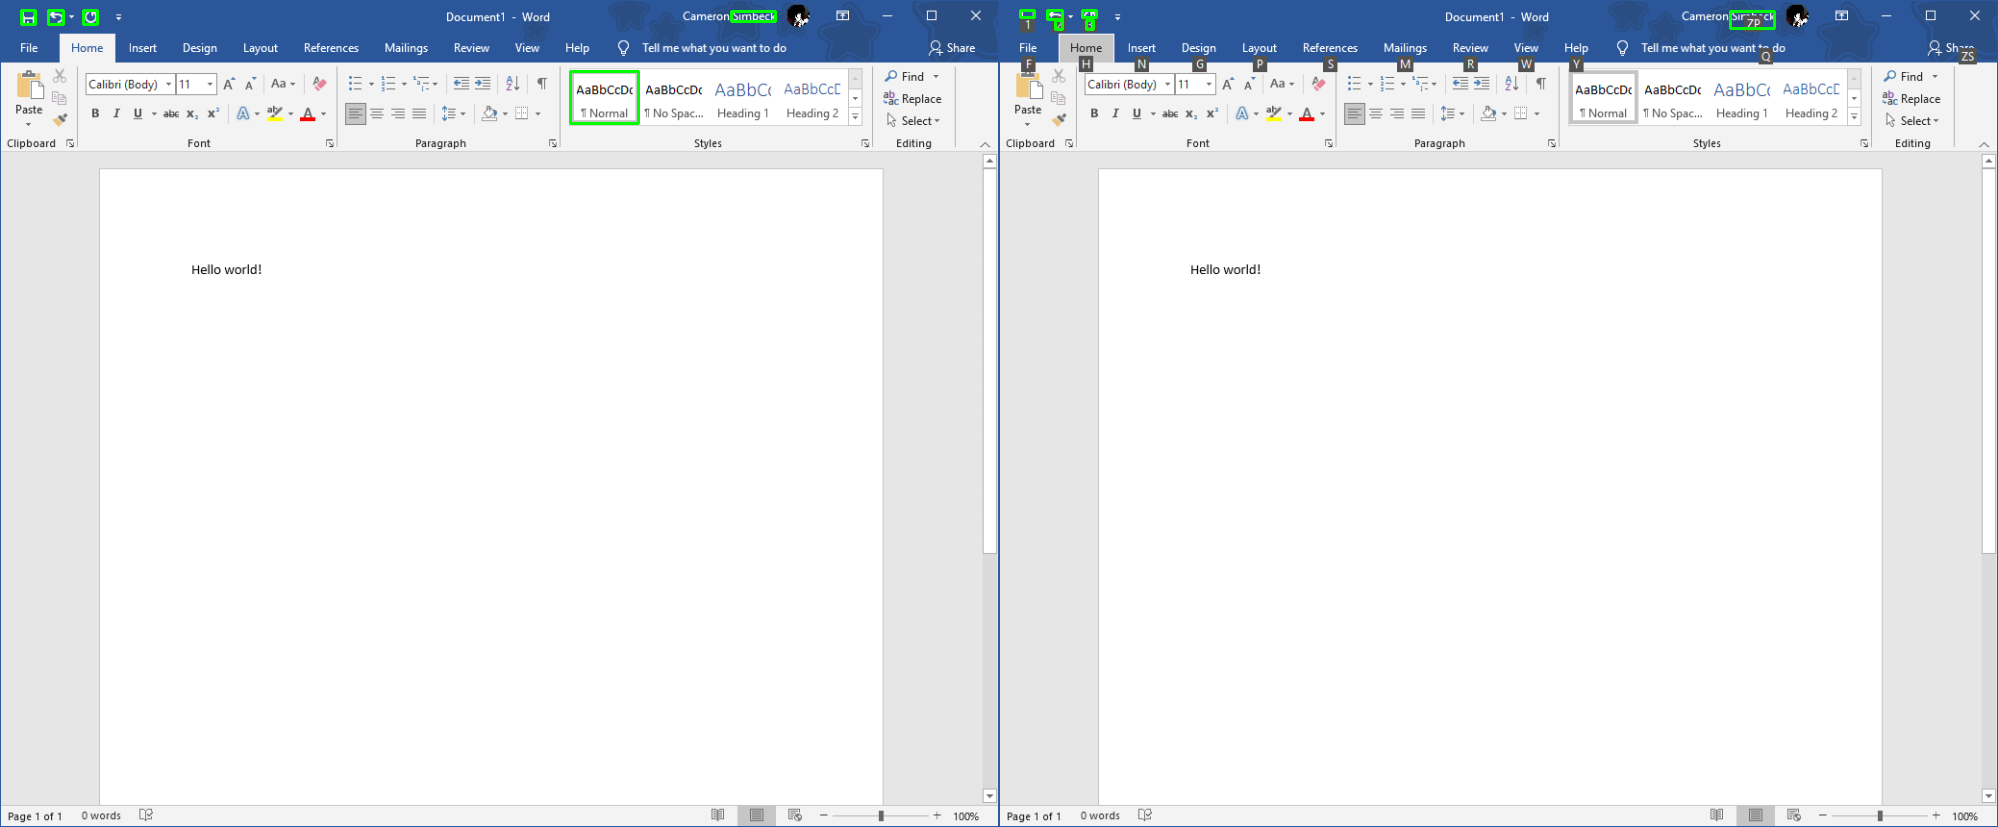 Document1 - Word
Cameron Simbeck
File Home Insert Design Layout References Mailings Review View Help Tell me what you want to do Share
Calibri (Body) 11 Aa
AaBbCcDc AaBbCcDc AaBbCc AaBbCcD
Find
Paste
B I U abc x₂ x²
¶ Normal ¶ No Spac... Heading 1 Heading 2
Replace
Select
Clipboard Font Paragraph Styles Editing
Hello world!
Page 1 of 1 0 words 100%
1 2 3
Document1 - Word
Cameron Simbeck
ZP
File Home Insert Design Layout References Mailings Review View Help Tell me what you want to do Share
F H N G P S M R W Y Q ZS
Calibri (Body) 11 Aa
AaBbCcDc AaBbCcDc AaBbCc AaBbCcD
Find
Paste
B I U abc x₂ x²
¶ Normal ¶ No Spac... Heading 1 Heading 2
Replace
Select
Clipboard Font Paragraph Styles Editing
Hello world!
Page 1 of 1 0 words 100%